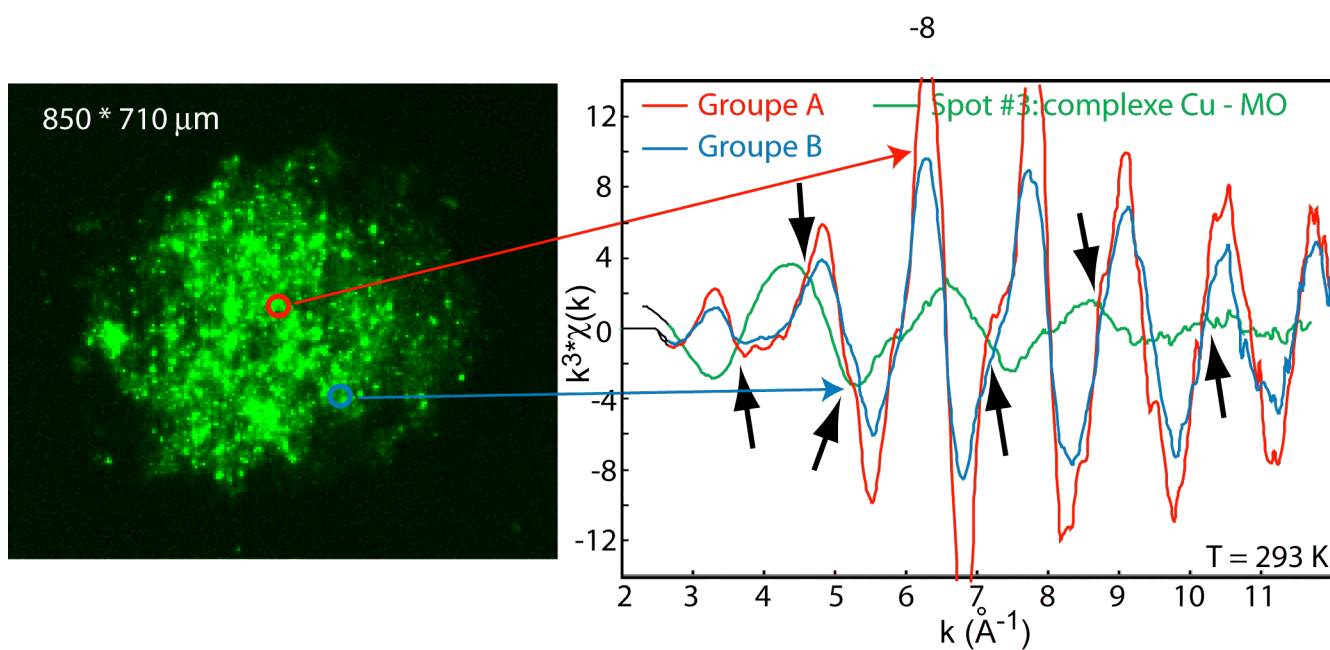 -8
850 * 710 μm
Groupe A
Spot #3: complexe Cu - MO
Groupe B
12
8
4
0
-4
-8
-12
k³*χ(k)
T = 293 K
2 3 4 5 6 7 8 9 10 11
k (Å⁻¹)